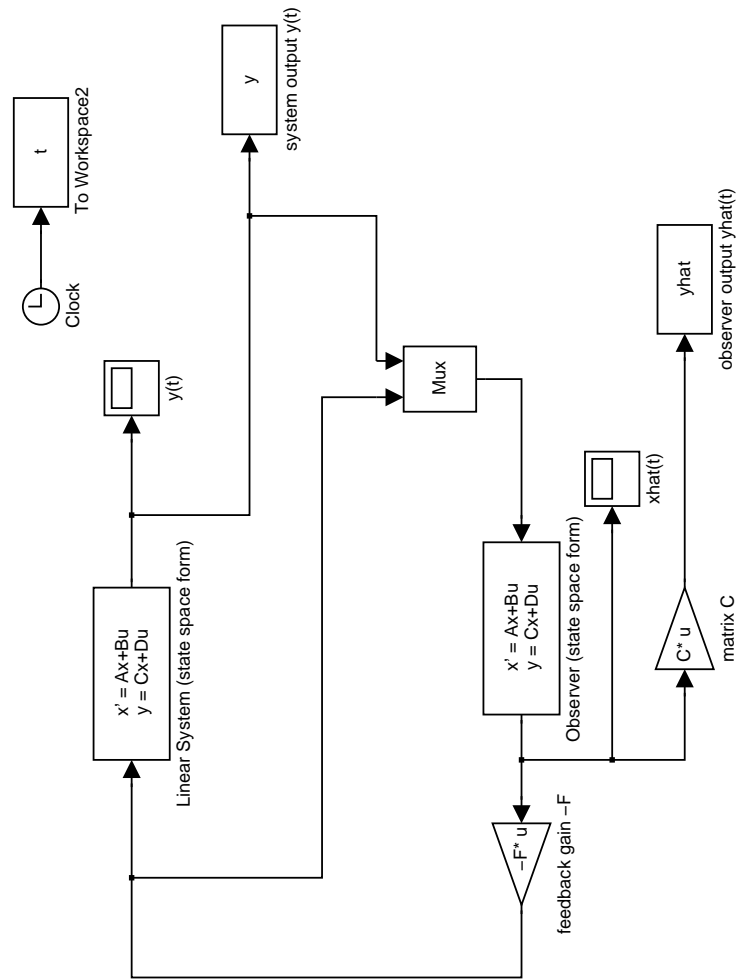 Clock
t
To Workspace2
y(t)
y
system output y(t)
x' = Ax+Bu
y = Cx+Du
Linear System (state space form)
Mux
x' = Ax+Bu
y = Cx+Du
Observer (state space form)
xhat(t)
yhat
observer output yhat(t)
C* u
matrix C
−F* u
feedback gain −F